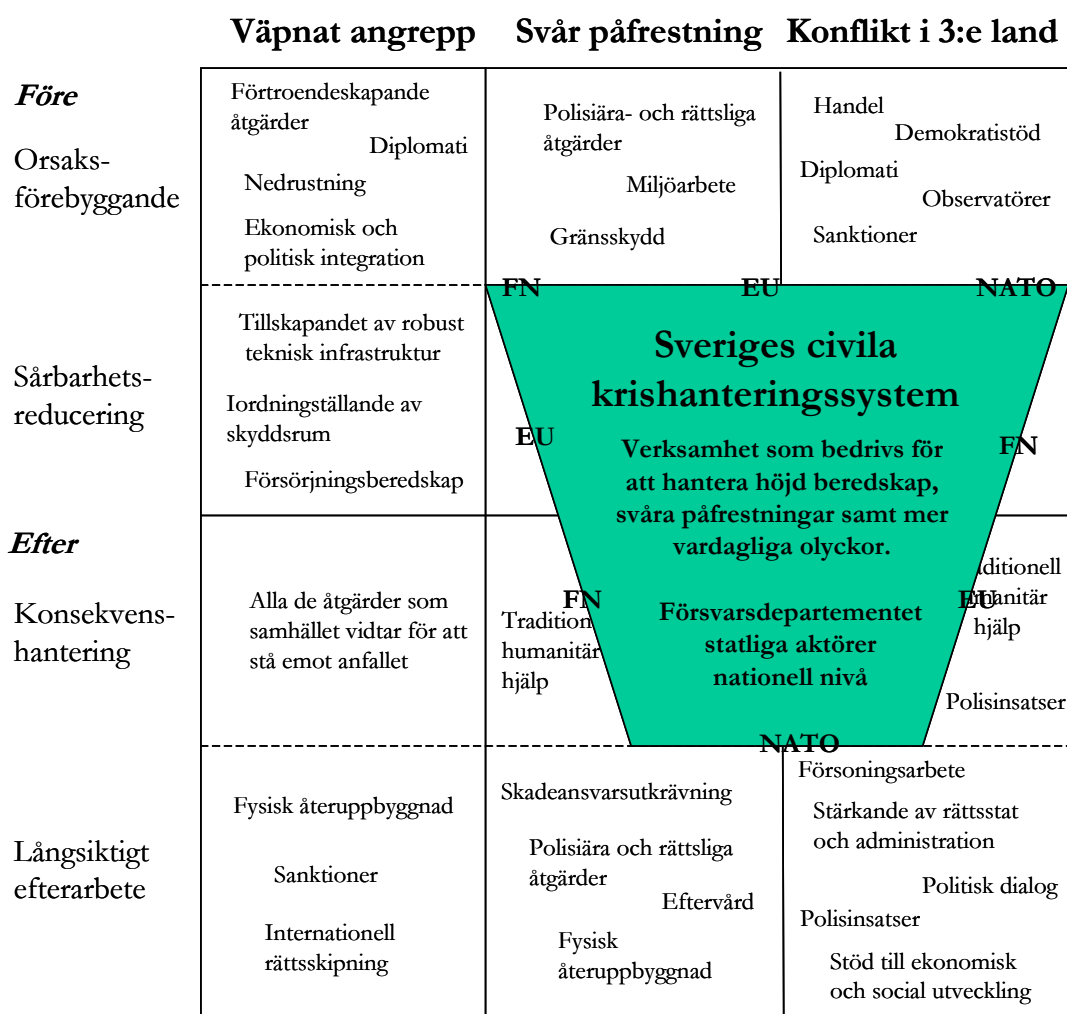 Väpnat angrepp
Svår påfrestning
Konflikt i 3:e land
Före
Orsaks-
förebyggande
Förtroendeskapande
åtgärder
Diplomati
Nedrustning
Ekonomisk och
politisk integration
Polisiära- och rättsliga
åtgärder
Miljöarbete
Gränsskydd
Handel
Demokratistöd
Diplomati
Observatörer
Sanktioner
FN
EU
NATO
Sårbarhets-
reducering
Tillskapandet av robust
teknisk infrastruktur
Iordningställande av
skyddsrum
Försörjningsberedskap
Sveriges civila
krishanteringssystem
EU
FN
Verksamhet som bedrivs för
att hantera höjd beredskap,
svåra påfrestningar samt mer
vardagliga olyckor.
Efter
Konsekvens-
hantering
Alla de åtgärder som
samhället vidtar för att
stå emot anfallet
FN
Tradition
humanitär
hjälp
Försvarsdepartementet
statliga aktörer
nationell nivå
EU
ditionell
manitär
hjälp
Polisinsatser
NATO
Långsiktigt
efterarbete
Fysisk återuppbyggnad
Sanktioner
Internationell
rättsskipning
Skadeansvarsutkrävning
Polisiära och rättsliga
åtgärder
Eftervård
Fysisk
återuppbyggnad
Försoningsarbete
Stärkande av rättsstat
och administration
Politisk dialog
Polisinsatser
Stöd till ekonomisk
och social utveckling